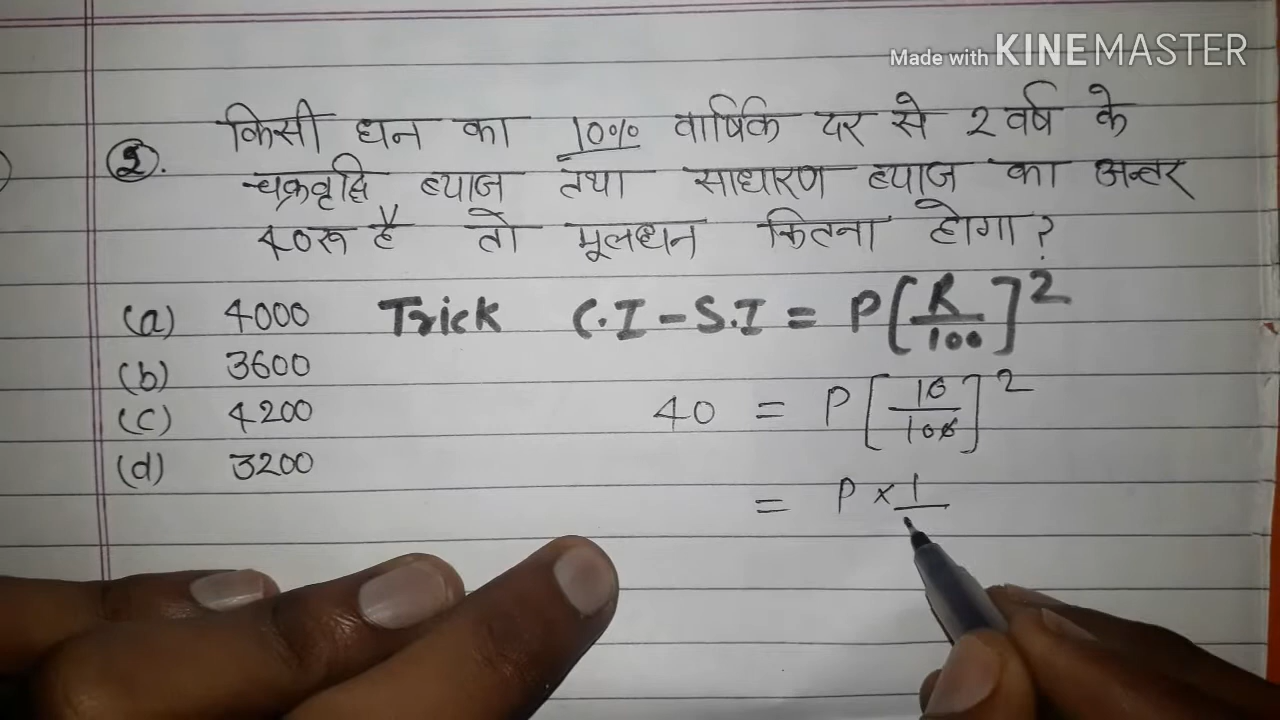 Made with KINEMASTER
2. किसी धन का 10% वार्षिक दर से 2 वर्ष के
चक्रवृद्धि ब्याज तथा साधारण ब्याज का अन्तर
40रू है तो मूलधन कितना होगा?
(a) 4000 Trick C.I - S.I = P[R/100]²
(b) 3600
40 = P[10/100]²
(c) 4200
(d) 3200
= P × 1